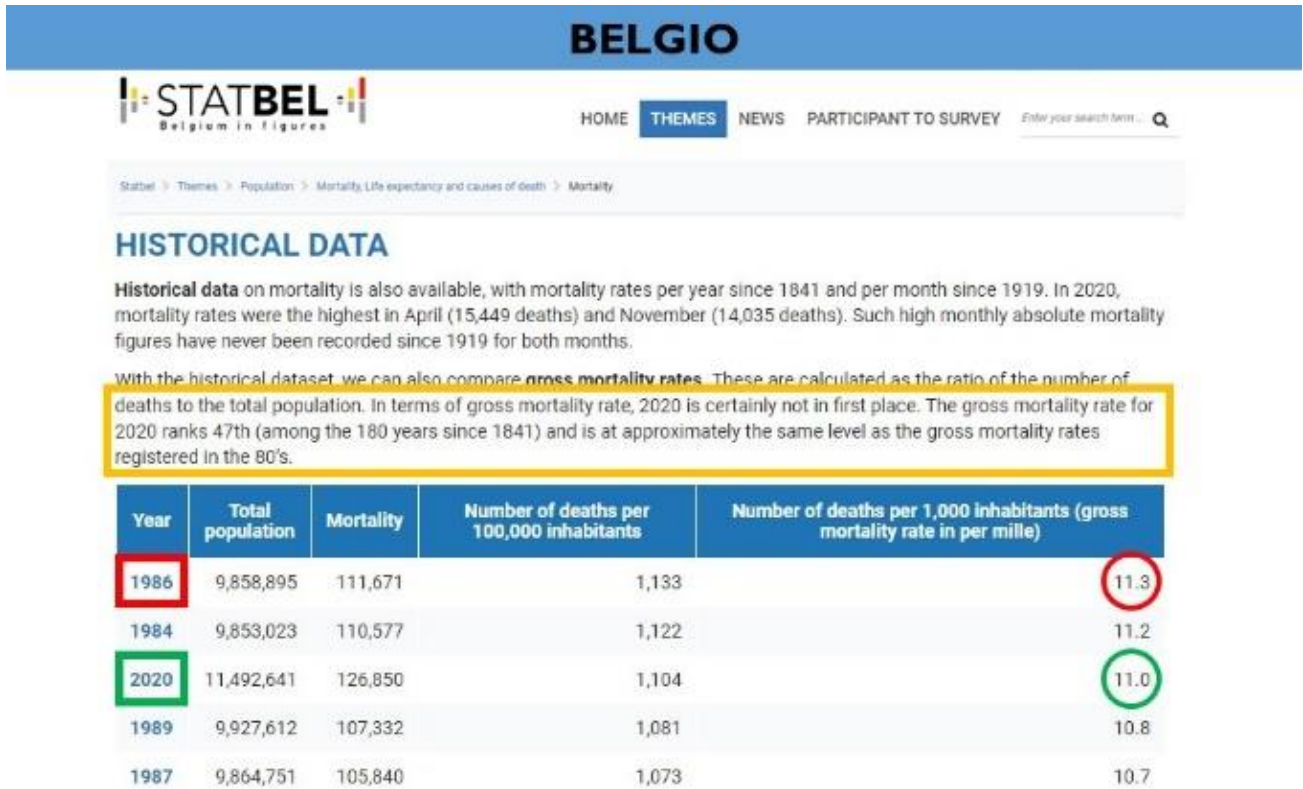 BELGIO
STATBEL
Belgium in figures
HOME THEMES NEWS PARTICIPANT TO SURVEY Enter your search term...
Statbel > Themes > Population > Mortality, Life expectancy and causes of death > Mortality
HISTORICAL DATA
Historical data on mortality is also available, with mortality rates per year since 1841 and per month since 1919. In 2020,
mortality rates were the highest in April (15,449 deaths) and November (14,035 deaths). Such high monthly absolute mortality
figures have never been recorded since 1919 for both months.
With the historical dataset, we can also compare gross mortality rates. These are calculated as the ratio of the number of
deaths to the total population. In terms of gross mortality rate, 2020 is certainly not in first place. The gross mortality rate for
2020 ranks 47th (among the 180 years since 1841) and is at approximately the same level as the gross mortality rates
registered in the 80's.
Year Total population Mortality Number of deaths per 100,000 inhabitants Number of deaths per 1,000 inhabitants (gross mortality rate in per mille)
1986 9,858,895 111,671 1,133 11.3
1984 9,853,023 110,577 1,122 11.2
2020 11,492,641 126,850 1,104 11.0
1989 9,927,612 107,332 1,081 10.8
1987 9,864,751 105,840 1,073 10.7